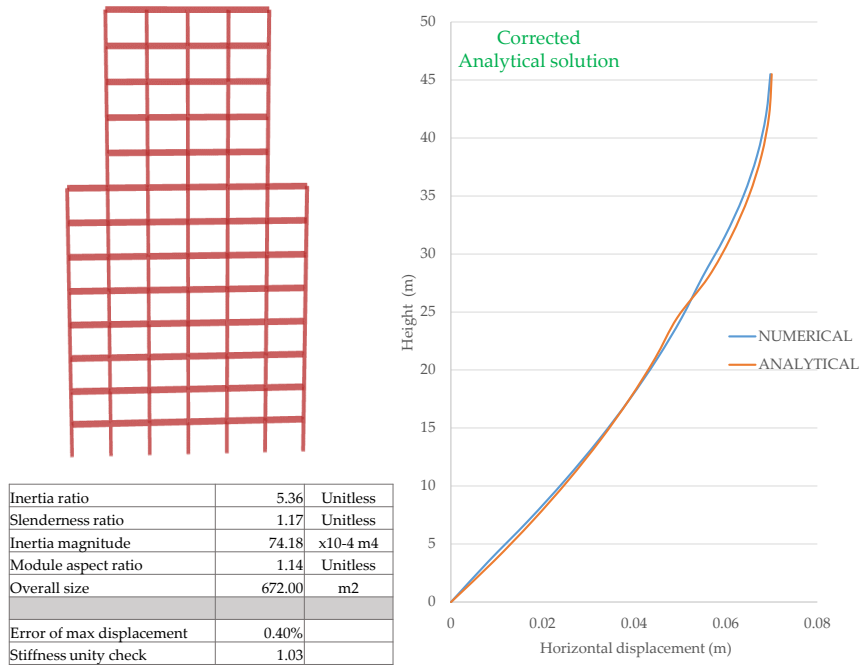 Corrected
Analytical solution
50
45
40
35
30
25
20
15
10
5
0
Height (m)
0 0.02 0.04 0.06 0.08
Horizontal displacement (m)
NUMERICAL
ANALYTICAL
Inertia ratio 5.36 Unitless
Slenderness ratio 1.17 Unitless
Inertia magnitude 74.18 x10-4 m4
Module aspect ratio 1.14 Unitless
Overall size 672.00 m2
Error of max displacement 0.40%
Stiffness unity check 1.03